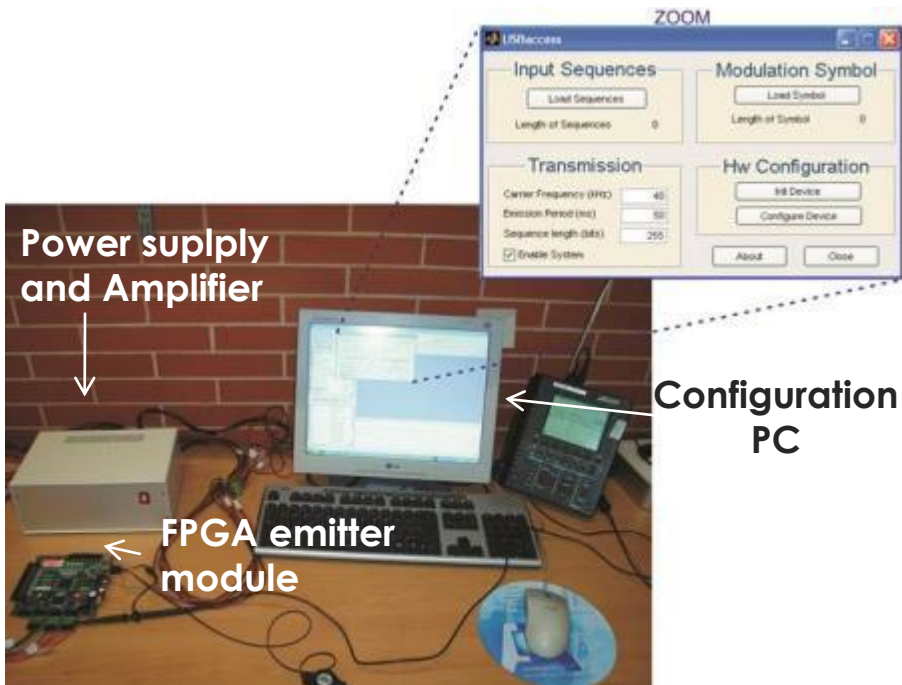 ZOOM
USBaccess
Input Sequences
Load Sequences
Length of Sequences 0
Modulation Symbol
Load Symbol
Length of Symbol 0
Transmission
Carrier Frequency (kHz) 40
Emission Period (ms) 50
Sequence length (bits) 255
Enable System
Hw Configuration
Init Device
Configure Device
About Close
Power suplply
and Amplifier
Configuration
PC
FPGA emitter
module
LG